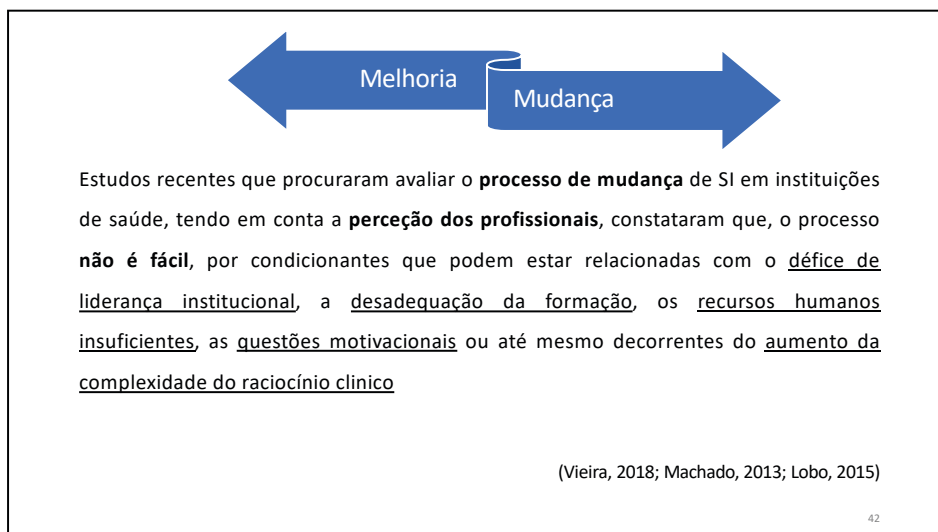 Melhoria
Mudança
Estudos recentes que procuraram avaliar o processo de mudança de SI em instituições
de saúde, tendo em conta a perceção dos profissionais, constataram que, o processo
não é fácil, por condicionantes que podem estar relacionadas com o défice de
liderança institucional, a desadequação da formação, os recursos humanos
insuficientes, as questões motivacionais ou até mesmo decorrentes do aumento da
complexidade do raciocínio clinico
(Vieira, 2018; Machado, 2013; Lobo, 2015)
42